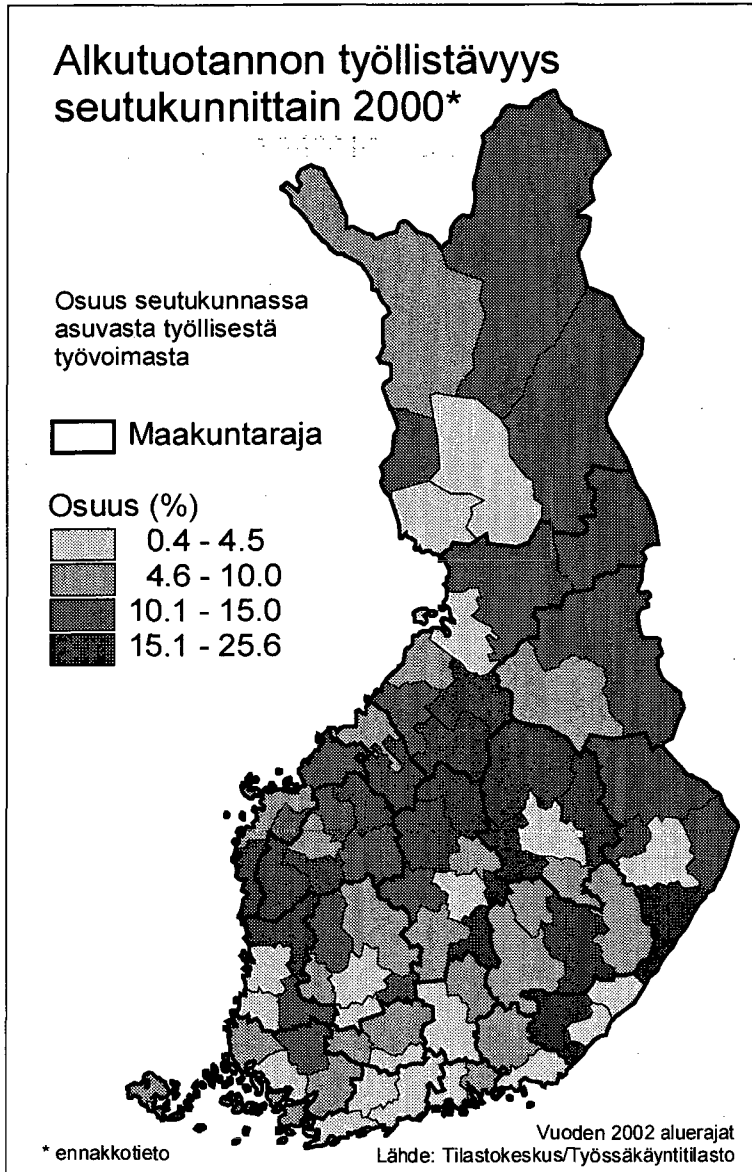 Alkutuotannon työllistävyys
seutukunnittain 2000*
Osuus seutukunnassa
asuvasta työllisestä
työvoimasta
Maakuntaraja
Osuus (%)
0.4 - 4.5
4.6 - 10.0
10.1 - 15.0
15.1 - 25.6
Vuoden 2002 aluerajat
* ennakkotieto
Lähde: Tilastokeskus/Työssäkäyntitilasto